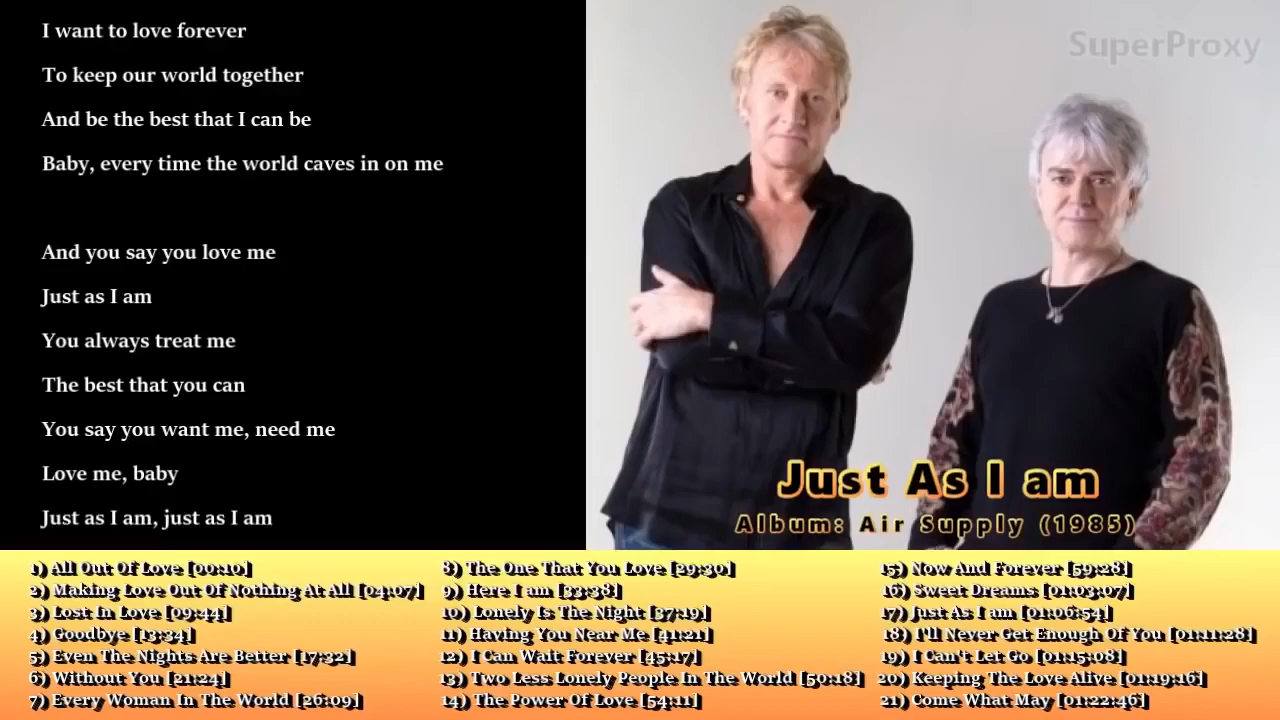 I want to love forever
To keep our world together
And be the best that I can be
Baby, every time the world caves in on me
And you say you love me
Just as I am
You always treat me
The best that you can
You say you want me, need me
Love me, baby
Just as I am, just as I am
SuperProxy
Just As I am
Album: Air Supply (1985)
1) All Out Of Love [00:10]
2) Making Love Out Of Nothing At All [04:07]
3) Lost In Love [09:44]
4) Goodbye [13:34]
5) Even The Nights Are Better [17:32]
6) Without You [21:24]
7) Every Woman In The World [26:09]
8) The One That You Love [29:30]
9) Here I am [33:38]
10) Lonely Is The Night [37:19]
11) Having You Near Me [41:21]
12) I Can Wait Forever [45:17]
13) Two Less Lonely People In The World [50:18]
14) The Power Of Love [54:11]
15) Now And Forever [59:28]
16) Sweet Dreams [01:03:07]
17) Just As I am [01:06:54]
18) I'll Never Get Enough Of You [01:11:28]
19) I Can't Let Go [01:15:08]
20) Keeping The Love Alive [01:19:16]
21) Come What May [01:22:46]